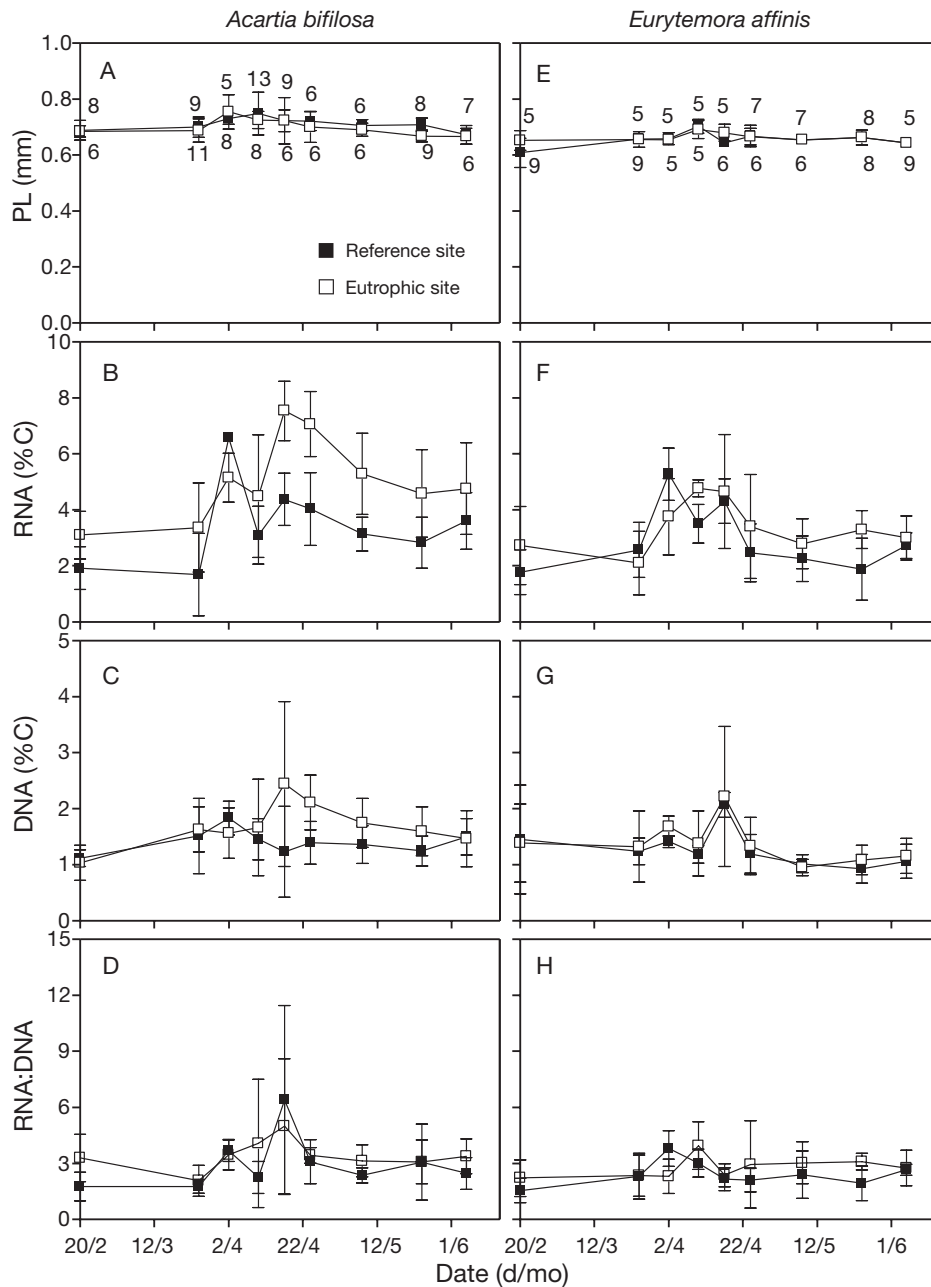 Acartia bifilosa
Eurytemora affinis
1.0
0.8
0.6
0.4
0.2
0.0
PL (mm)
A
8 9 5 13 9 6 6 8 7
6 11 8 8 6 6 6 9 6
Reference site
Eutrophic site
E
5 5 5 5 5 7 7 8 5
9 9 5 5 6 6 6 8 9
10
8
6
4
2
0
RNA (%C)
B
F
5
4
3
2
1
0
DNA (%C)
C
G
15
12
9
6
3
0
RNA:DNA
D
H
20/2 12/3 2/4 22/4 12/5 1/6
20/2 12/3 2/4 22/4 12/5 1/6
Date (d/mo)